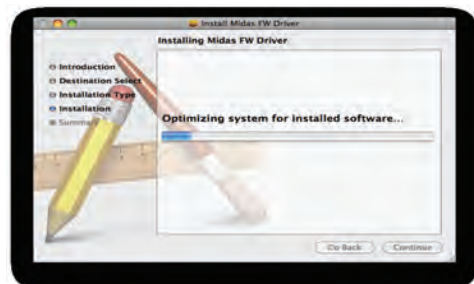 Install Midas FW Driver
Installing Midas FW Driver
Introduction
Destination Select
Installation Type
Installation
Summary
Optimizing system for installed software...
Go Back
Continue